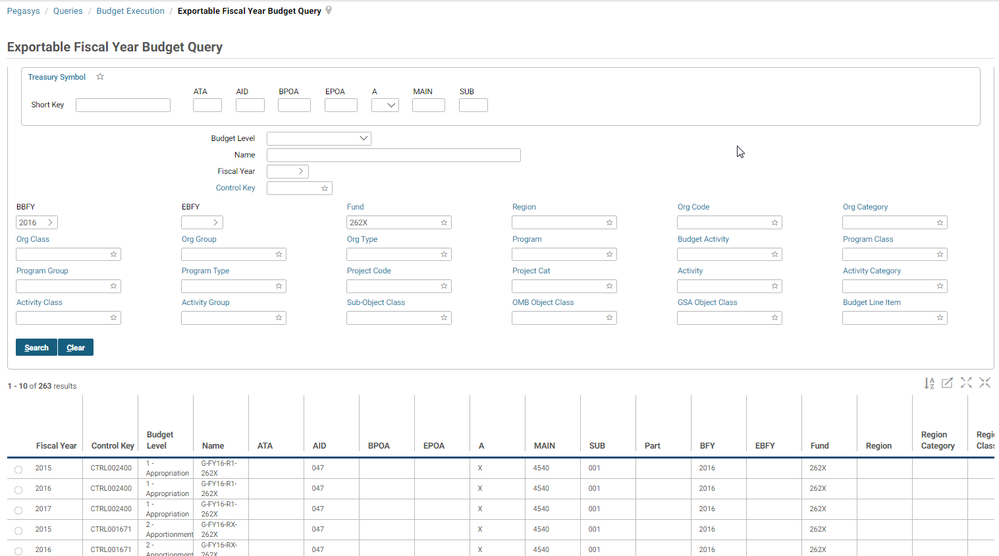 Pegasys / Queries / Budget Execution / Exportable Fiscal Year Budget Query
Exportable Fiscal Year Budget Query
Treasury Symbol
ATA AID BPOA EPOA A MAIN SUB
Short Key
Budget Level
Name
Fiscal Year
Control Key
BBFY EBFY Fund Region Org Code Org Category
2016 262X
Org Class Org Group Org Type Program Budget Activity Program Class
Program Group Program Type Project Code Project Cat Activity Activity Category
Activity Class Activity Group Sub-Object Class OMB Object Class GSA Object Class Budget Line Item
Search Clear
1 - 10 of 263 results
Budget Region Regi
Fiscal Year Control Key Level Name ATA AID BPOA EPOA A MAIN SUB Part BFY EBFY Fund Region Category Class
1 - G-FY16-R1-
2015 CTRL002400 047 X 4540 001 2016 262X
Appropriation 262X
1 - G-FY16-R1-
2016 CTRL002400 047 X 4540 001 2016 262X
Appropriation 262X
1 - G-FY16-R1-
2017 CTRL002400 047 X 4540 001 2016 262X
Appropriation 262X
2 - G-FY16-RX-
2015 CTRL001671 047 X 4540 001 2016 262X
Apportionment 262X
2 - G-FY16-RX-
2016 CTRL001671 047 X 4540 001 2016 262X
Apportionment 262X